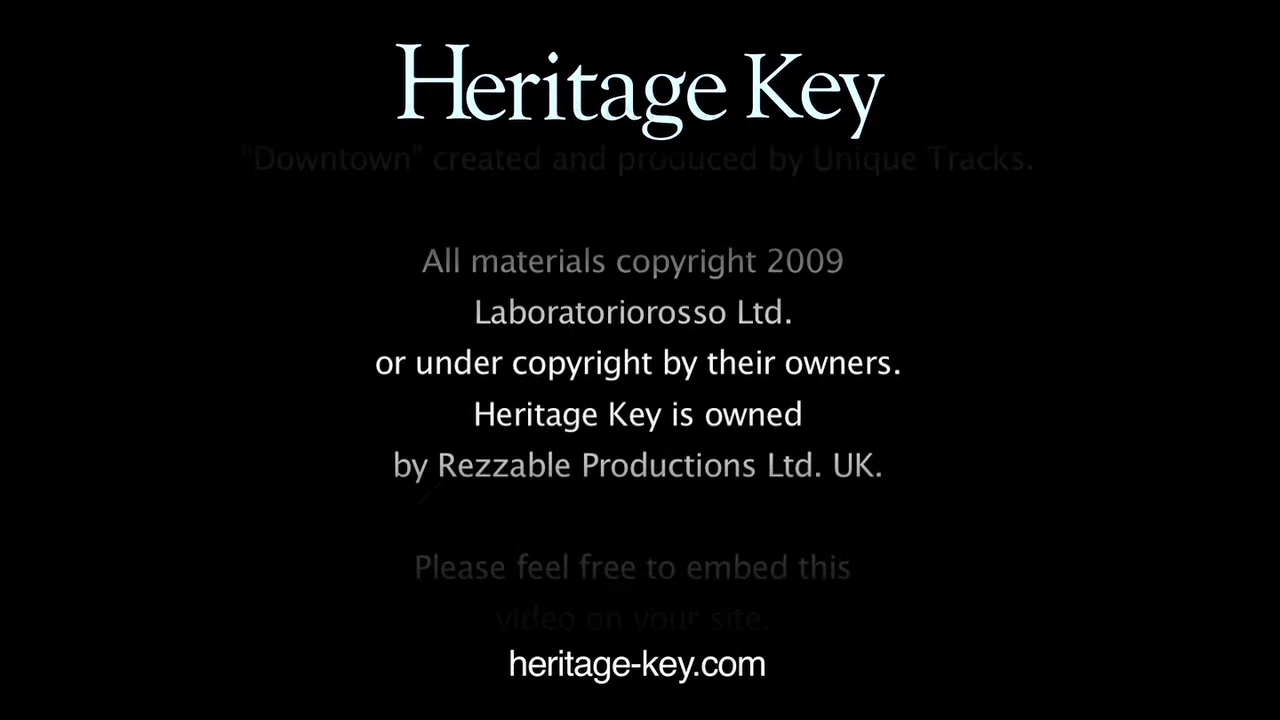 Heritage Key
"Downtown" created and produced by Unique Tracks.
All materials copyright 2009
Laboratoriorosso Ltd.
or under copyright by their owners.
Heritage Key is owned
by Rezzable Productions Ltd. UK.
Please feel free to embed this
video on your site.
heritage-key.com